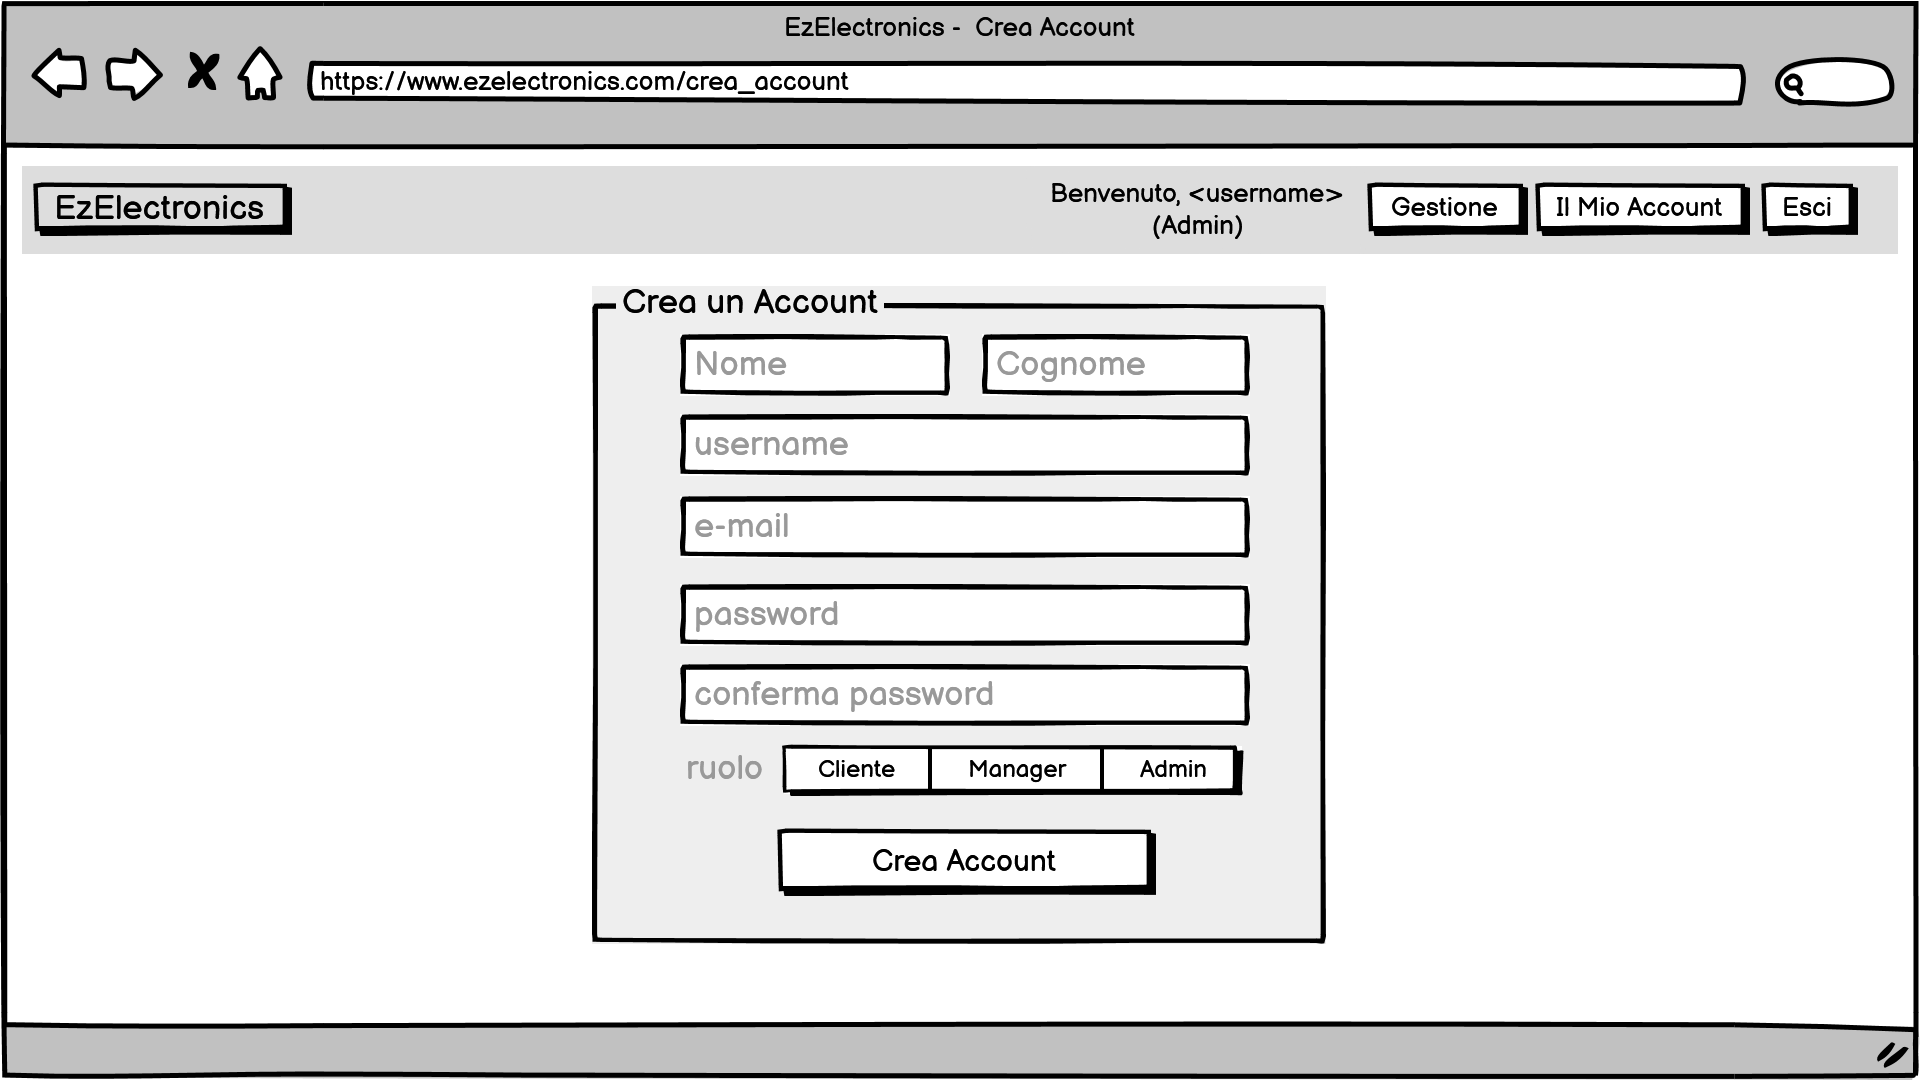 EzElectronics - Crea Account
https://www.ezelectronics.com/crea_account
EzElectronics
Benvenuto, <username>
(Admin)
Gestione
Il Mio Account
Esci
Crea un Account
Nome
Cognome
username
e-mail
password
conferma password
ruolo
Cliente
Manager
Admin
Crea Account